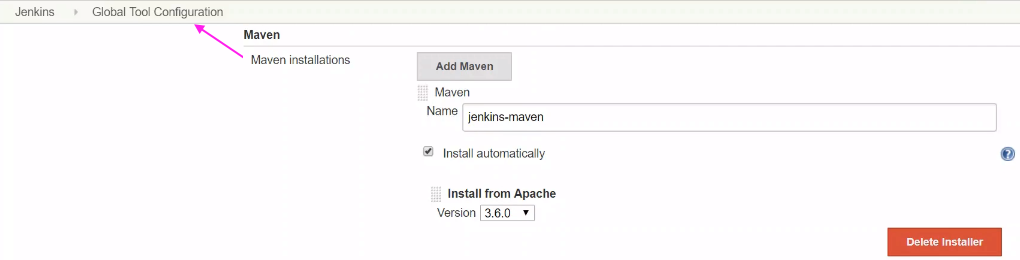 Jenkins Global Tool Configuration
Maven
Maven installations
Add Maven
Maven
Name jenkins-maven
Install automatically
?
Install from Apache
Version 3.6.0
Delete Installer